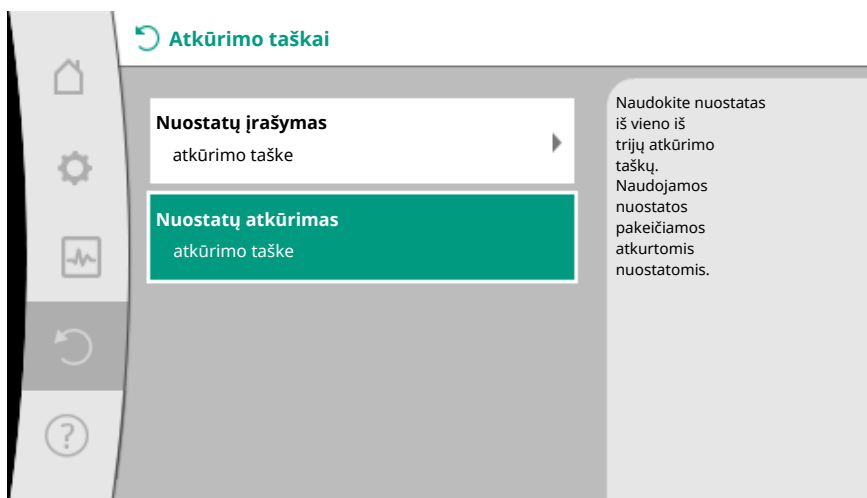 Atkūrimo taškai
Nuostatų įrašymas
atkūrimo taške
Nuostatų atkūrimas
atkūrimo taške
Naudokite nuostatas
iš vieno iš
trijų atkūrimo
taškų.
Naudojamos
nuostatos
pakeičiamos
atkurtomis
nuostatomis.
?